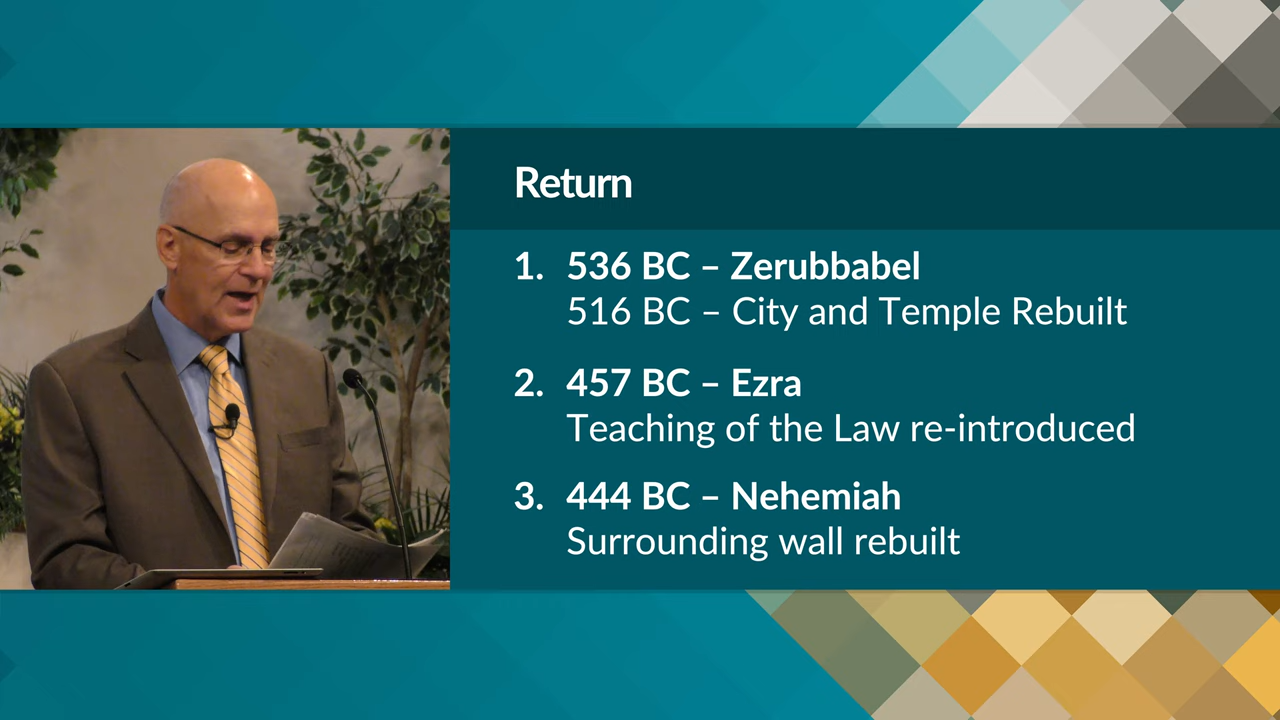 Return
1. 536 BC – Zerubbabel
516 BC – City and Temple Rebuilt
2. 457 BC – Ezra
Teaching of the Law re-introduced
3. 444 BC – Nehemiah
Surrounding wall rebuilt